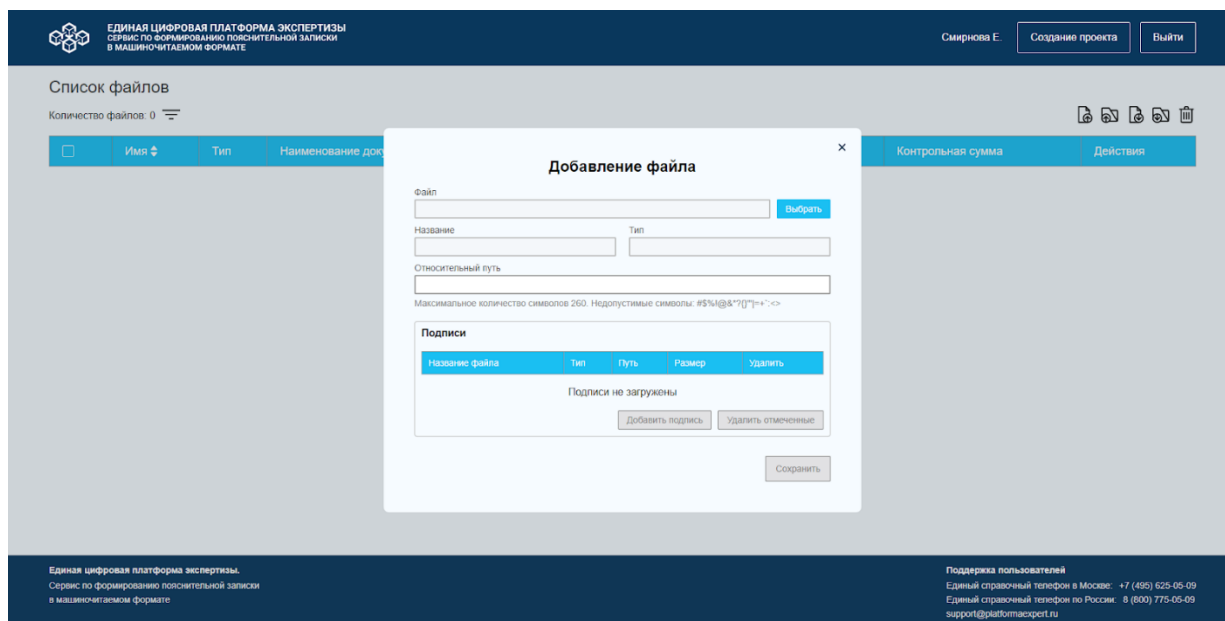 ЕДИНАЯ ЦИФРОВАЯ ПЛАТФОРМА ЭКСПЕРТИЗЫ
СЕРВИС ПО ФОРМИРОВАНИЮ ПОЯСНИТЕЛЬНОЙ ЗАПИСКИ
В МАШИНОЧИТАЕМОМ ФОРМАТЕ
Смирнова Е. Создание проекта Выйти
Список файлов
Количество файлов: 0
Имя Тип Наименование Контрольная сумма Действия
Добавление файла
Файл
Выбрать
Название Тип
Относительный путь
Максимальное количество символов 260. Недопустимые символы:
Подписи
Название файла Тип Путь Размер Удалить
Подписи не загружены
Добавить подпись Удалить отмеченные
Сохранить
Единая цифровая платформа экспертизы.
Сервис по формированию пояснительной записки
в машиночитаемом формате
Поддержка пользователей
Единый справочный телефон в Москве: +7 (495) 625-05-09
Единый справочный телефон по России: 8 (800) 775-05-09
support@platformaexpert.ru